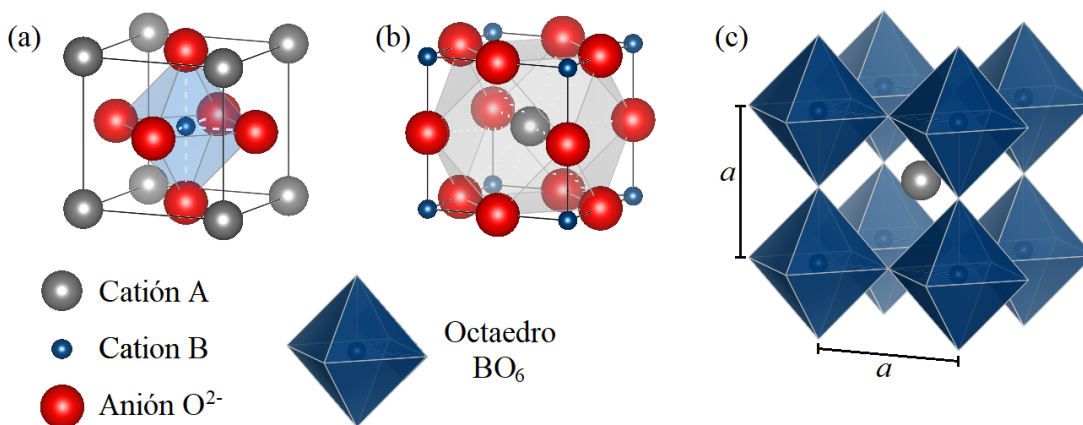 (a)
(b)
(c)
a
a
Catión A
Cation B
Anión O²⁻
Octaedro
BO₆